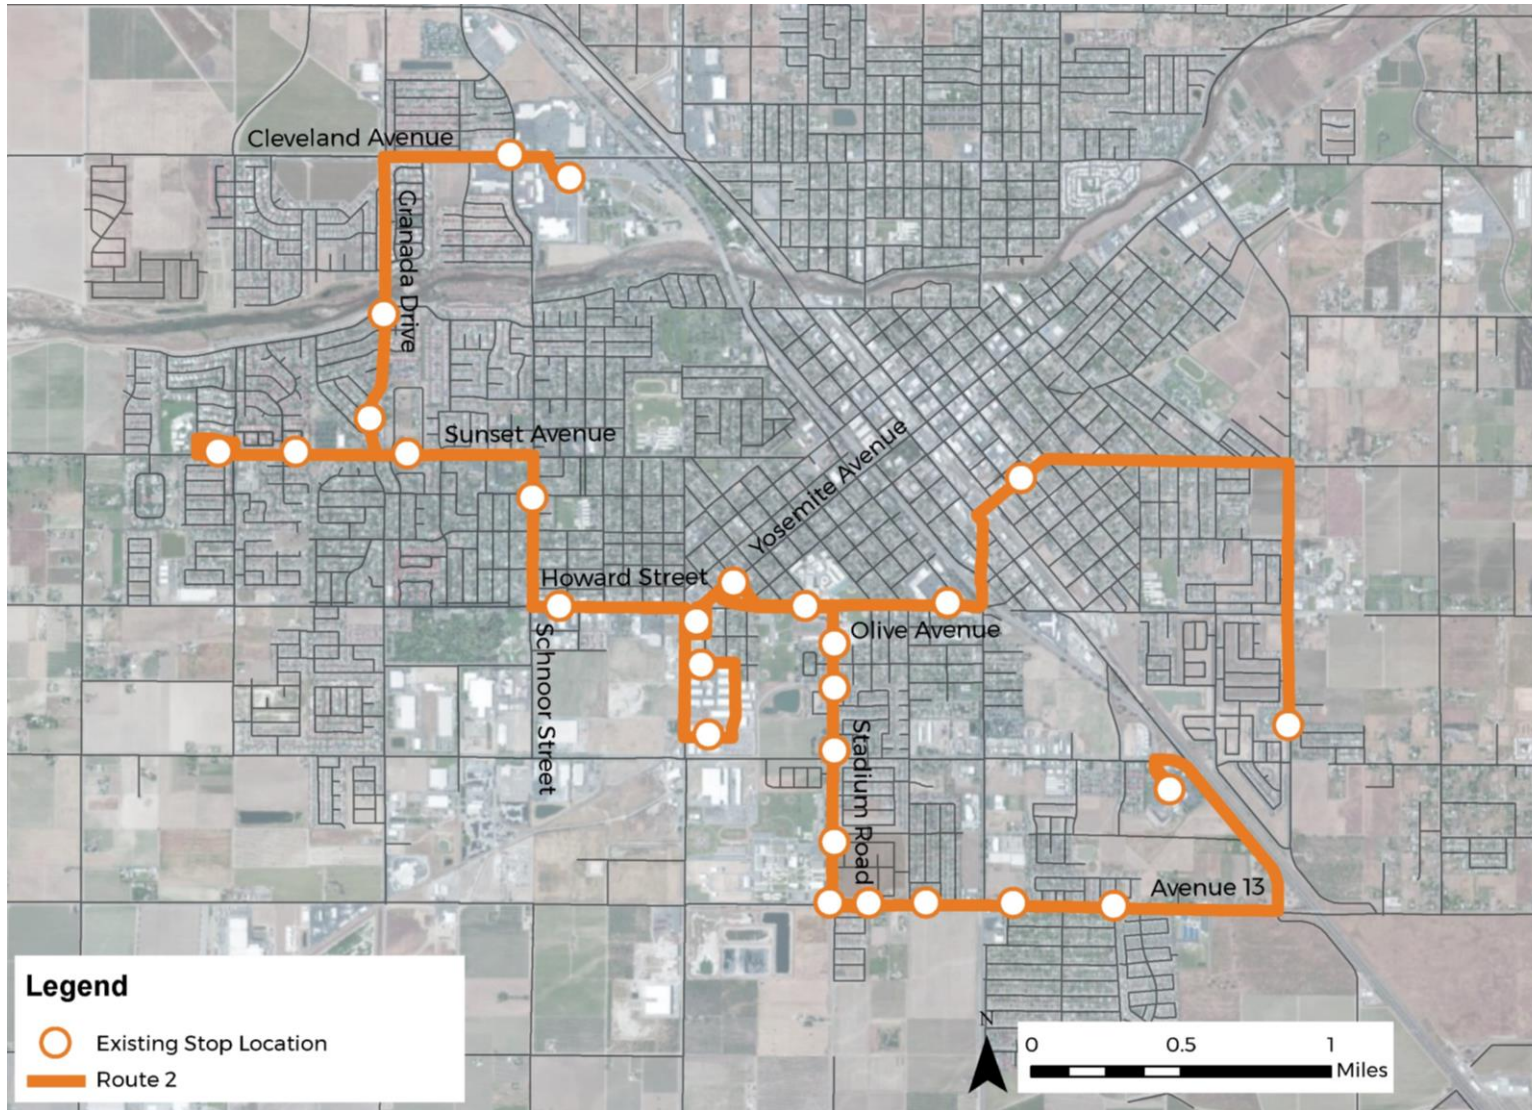 Cleveland Avenue
Granada Drive
Sunset Avenue
Yosemite Avenue
Howard Street
Olive Avenue
Schnoor Street
Stadium Road
Avenue 13
Legend
Existing Stop Location
Route 2
N
0 0.5 1
Miles